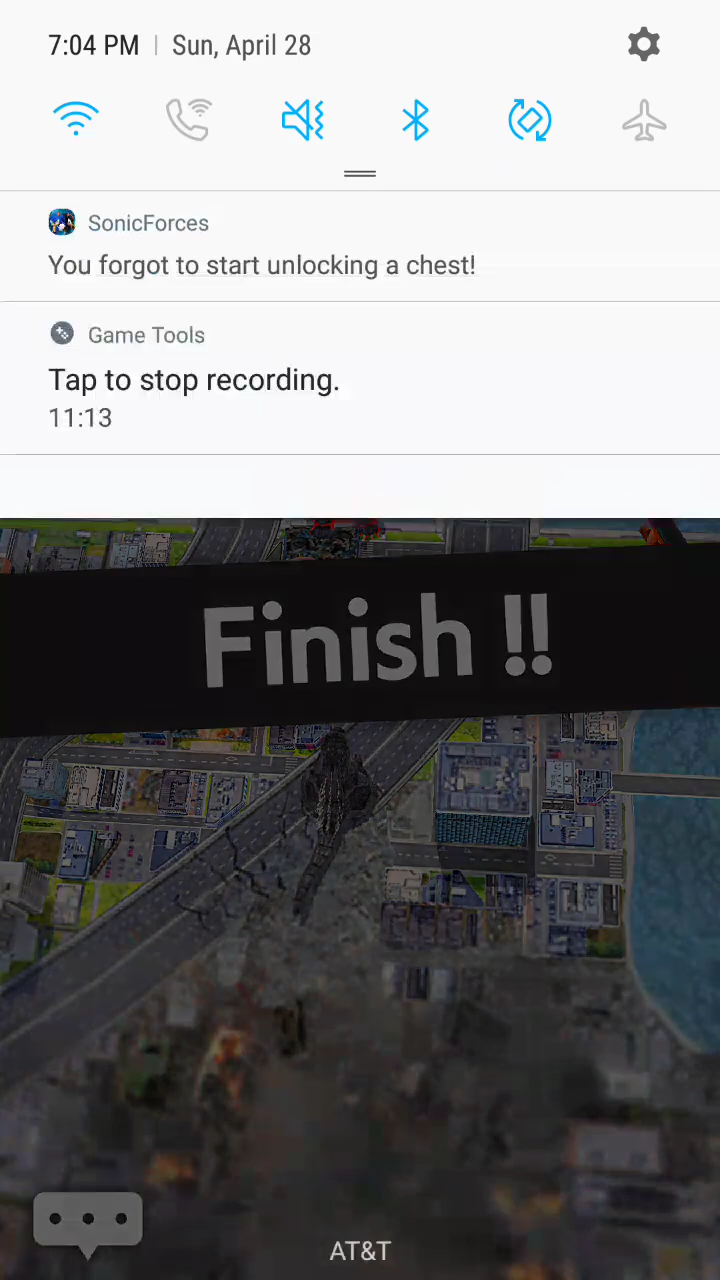 7:04 PM | Sun, April 28
SonicForces
You forgot to start unlocking a chest!
Game Tools
Tap to stop recording.
11:13
Finish !!
AT&T